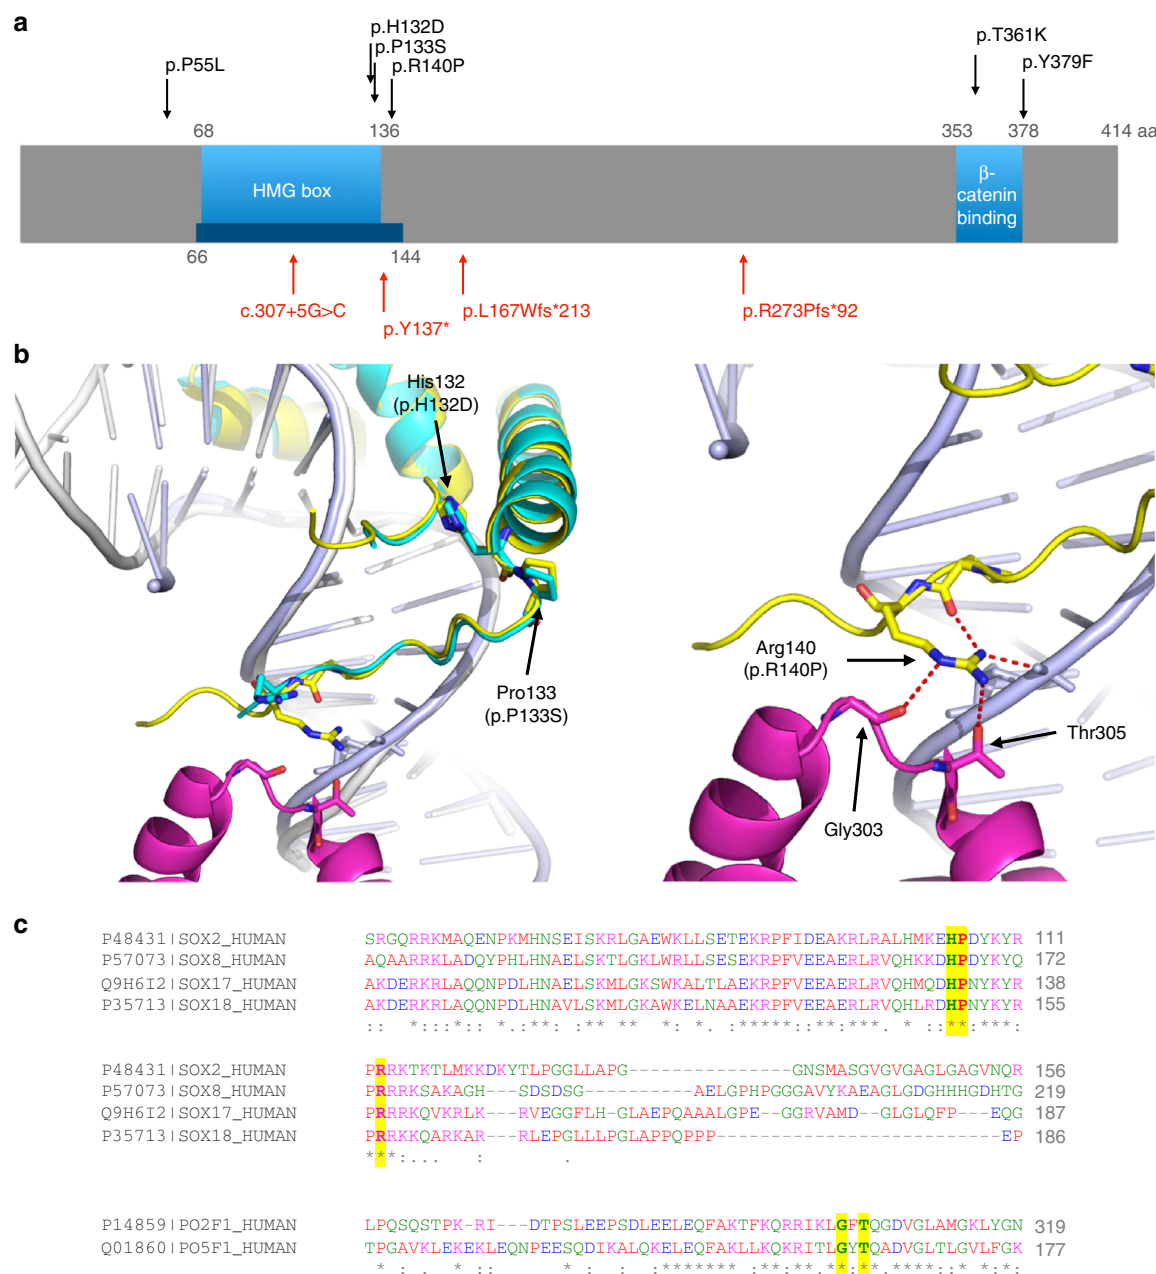 a
p.H132D
p.P133S
p.P55L
p.R140P
p.T361K
p.Y379F
68
136
353
378
414 aa
HMG box
β-
catenin
binding
66
144
c.307+5G>C
p.Y137*
p.L167Wfs*213
p.R273Pfs*92
b
His132
(p.H132D)
Pro133
(p.P133S)
Arg140
(p.R140P)
Thr305
Gly303
c
P48431|SOX2_HUMAN SRGQRRKMAQENPKMHNSEISKRLGAEWKLLSETEKRPFIDEAKRLRALHMKEHPDYKYR 111
P57073|SOX8_HUMAN AQAARRKLADQYPHLHNAELSKTLGKLWRLLSESEKRPFVEEAERLRVQHKKDHPDYKYQ 172
Q9H6I2|SOX17_HUMAN AKDERKRLAQQNPDLHNAELSKMLGKSWKALTLAEKRPFVEEAERLRVQHMQDHPNYKYR 138
P35713|SOX18_HUMAN AKDERKRLAQQNPDLHNAVLSKMLGKAWKELNAAEKRPFVEEAERLRVQHLRDHPNYKYR 155
:: *:::*:: *.:**: :** ** *: *. :*****::***. * ::**:***:
P48431|SOX2_HUMAN PRRKTKTLMKKDKYTLPGGLLAPG---------------GNSMASGVGVGAGLGAGVNQR 156
P57073|SOX8_HUMAN PRRRKSAKAGH---SDSDSG----------AELGPHPGGGAVYKAEAGLGDGHHHGDHTG 219
Q9H6I2|SOX17_HUMAN PRRKKQVKRLK---RVEGGFLH-GLAEPQAAALGPE--GGRVAMD--GLGLQFP---EQG 187
P35713|SOX18_HUMAN PRRKKQARKAR---RLEPGLLLPGLAPPQPPP--------------------------EP 186
***:... : .
P14859|PO2F1_HUMAN LPQSQSTPK-RI---DTPSLEEPSDLEELEQFAKTFKQRRIKLGFTQGDVGLAMGKLYGN 319
Q01860|PO5F1_HUMAN TPGAVKLEKEKLEQNPEESQDIKALQKELEQFAKLLKQKRITLGYTQADVGLTLGVLFGK 177
* : . : : * : : :******* :**:**.**:**.****::* *:*: